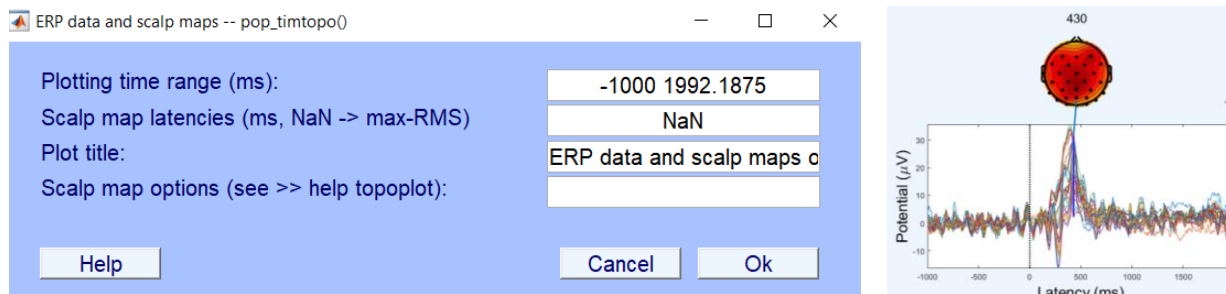 ERP data and scalp maps -- pop_timtopo()
Plotting time range (ms):
-1000 1992.1875
Scalp map latencies (ms, NaN -> max-RMS)
NaN
Plot title:
ERP data and scalp maps o
Scalp map options (see >> help topoplot):
Help
Cancel
Ok
430
Potential (μV)
30
20
10
0
-10
-1000
-500
0
500
1000
1500
Latency (ms)